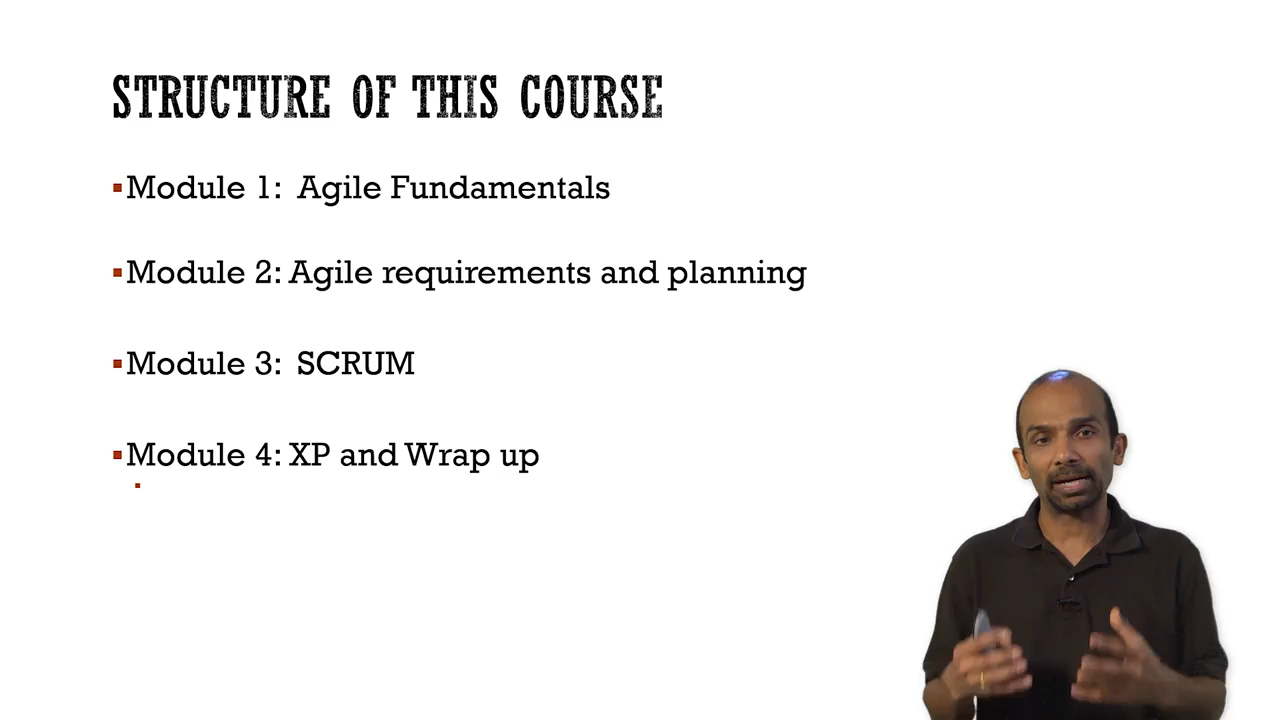 STRUCTURE OF THIS COURSE
Module 1: Agile Fundamentals
Module 2: Agile requirements and planning
Module 3: SCRUM
Module 4: XP and Wrap up